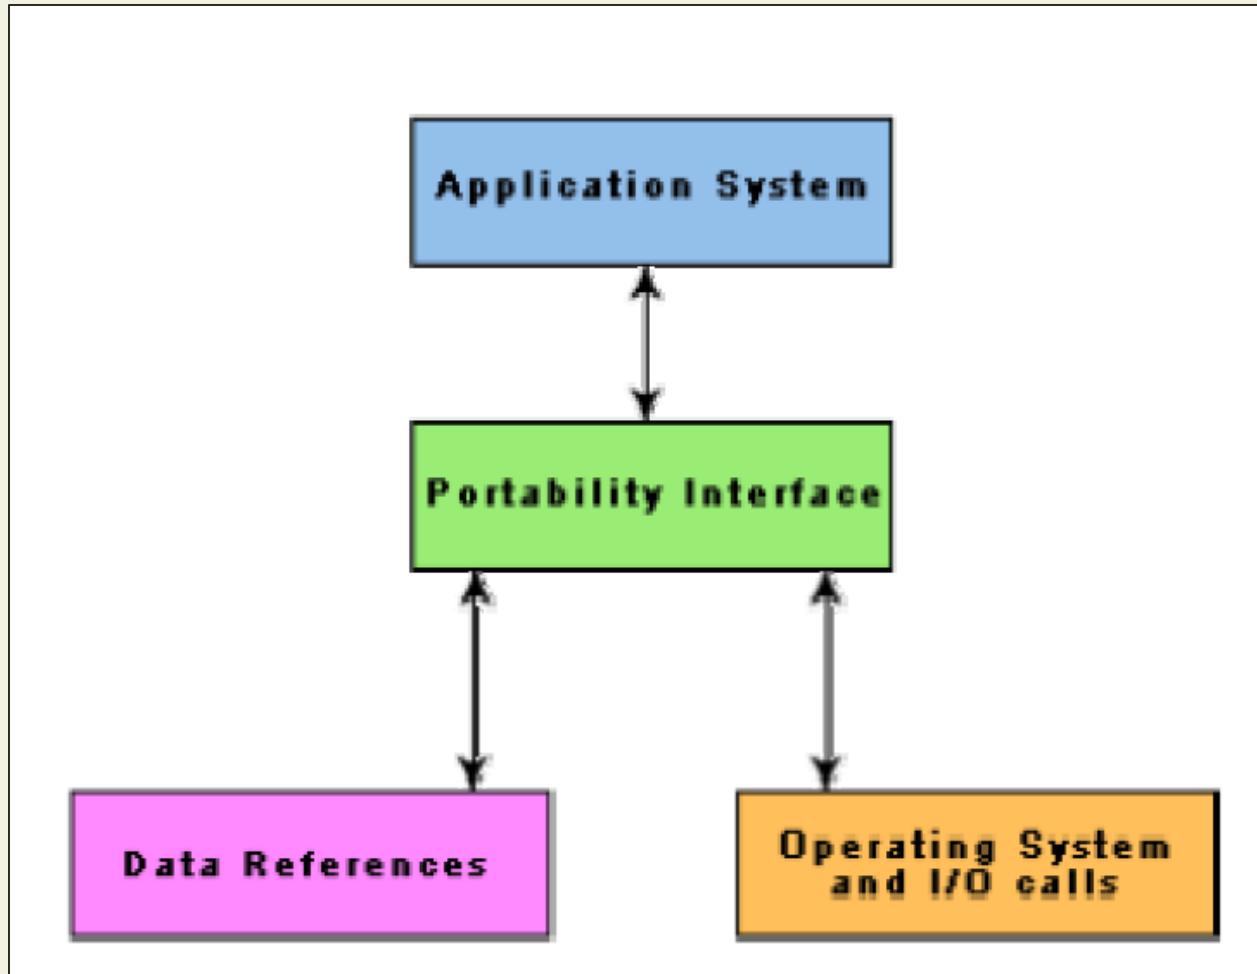 Application System
Portability Interface
Data References
Operating System
and I/O calls